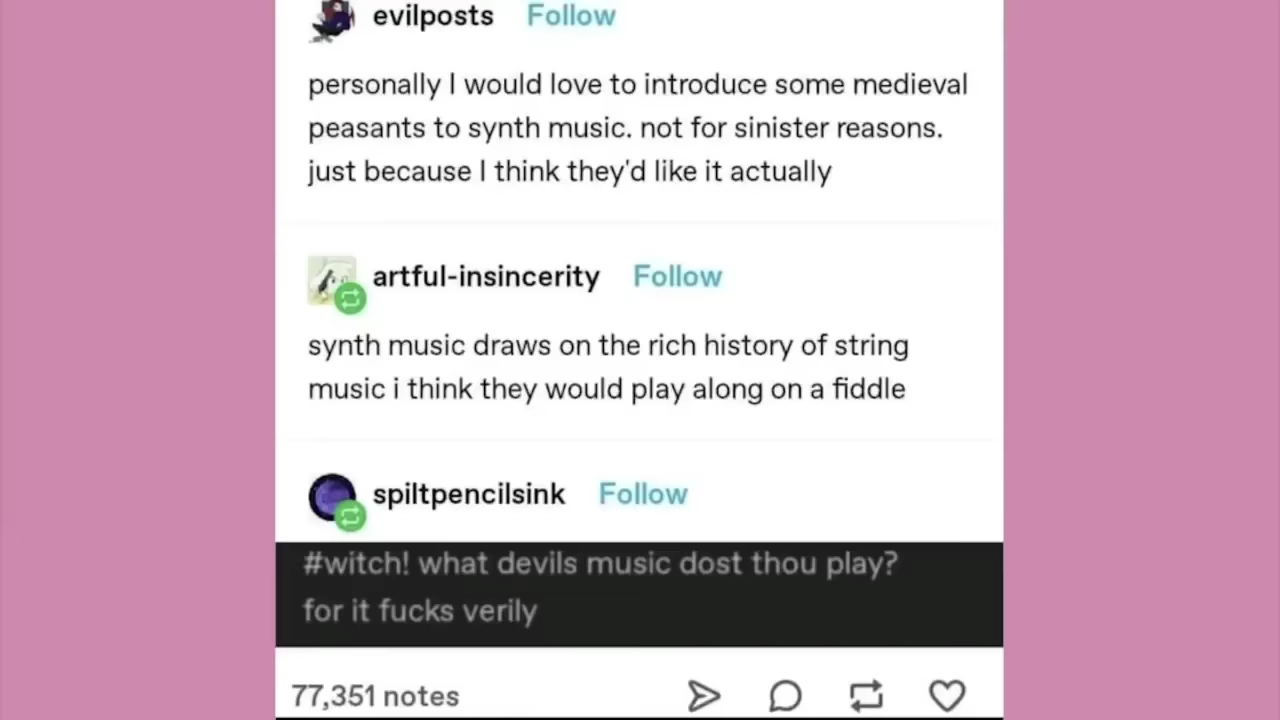 evilposts Follow
personally I would love to introduce some medieval
peasants to synth music. not for sinister reasons.
just because I think they'd like it actually
artful-insincerity Follow
synth music draws on the rich history of string
music i think they would play along on a fiddle
spiltpencilsink Follow
#witch! what devils music dost thou play?
for it fucks verily
77,351 notes